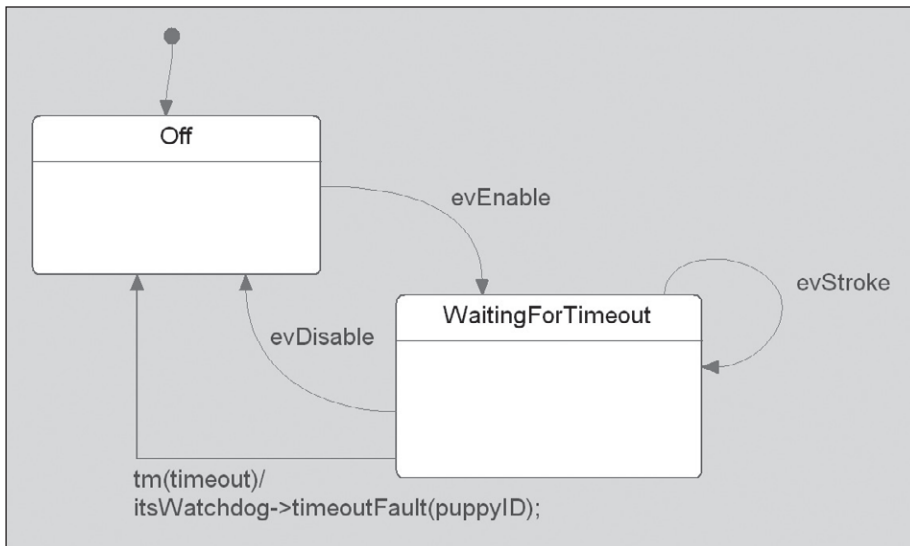 Off
evEnable
WaitingForTimeout
evStroke
evDisable
tm(timeout)/
itsWatchdog->timeoutFault(puppyID);